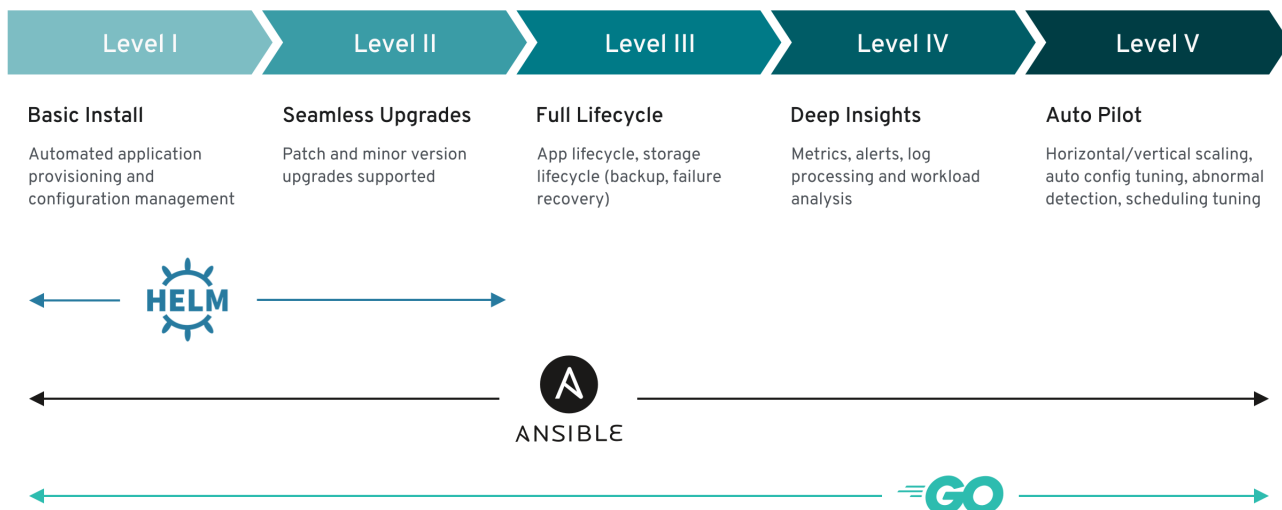 Level I
Level II
Level III
Level IV
Level V
Basic Install
Automated application
provisioning and
configuration management
Seamless Upgrades
Patch and minor version
upgrades supported
Full Lifecycle
App lifecycle, storage
lifecycle (backup, failure
recovery)
Deep Insights
Metrics, alerts, log
processing and workload
analysis
Auto Pilot
Horizontal/vertical scaling,
auto config tuning, abnormal
detection, scheduling tuning
HELM
A
ANSIBLE
GO